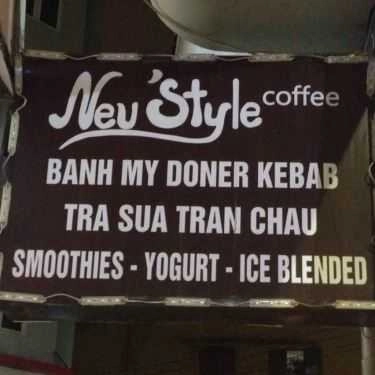 Neu 'Style coffee
BANH MY DONER KEBAB
TRA SUA TRAN CHAU
SMOOTHIES - YOGURT - ICE BLENDED